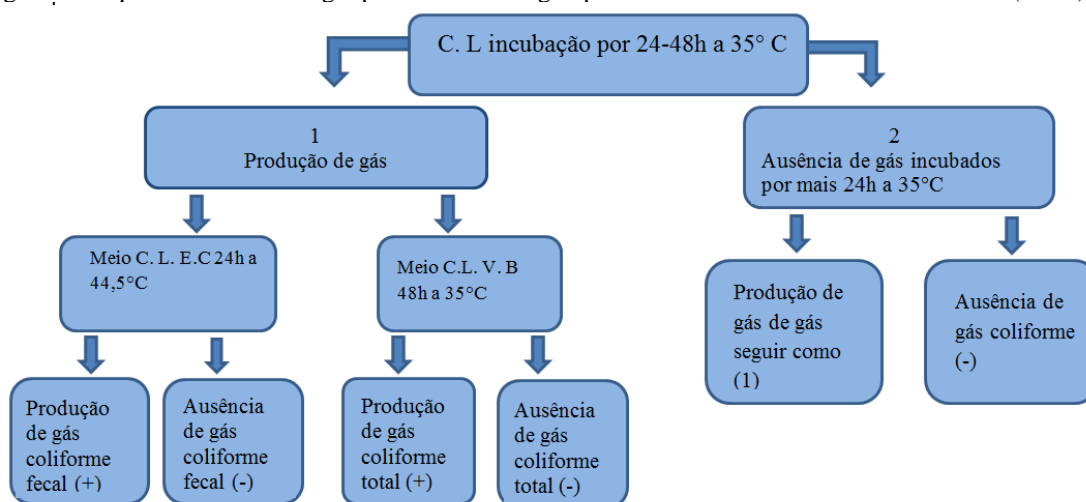 C. L incubação por 24-48h a 35° C
1
Produção de gás
2
Ausência de gás incubados
por mais 24h a 35°C
Meio C. L. E.C 24h a
44,5°C
Meio C.L. V. B
48h a 35°C
Produção de
gás de gás
seguir como
(1)
Ausência de
gás coliforme
(-)
Produção
de gás
coliforme
fecal (+)
Ausência
de gás
coliforme
fecal (-)
Produção
de gás
coliforme
total (+)
Ausência
de gás
coliforme
total (-)